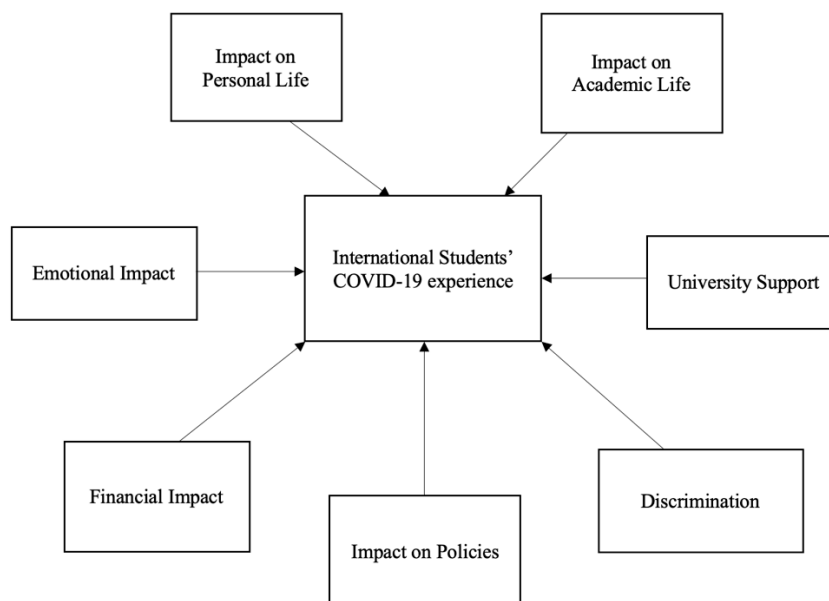 Impact on
Personal Life
Impact on
Academic Life
International Students’
COVID-19 experience
Emotional Impact
University Support
Financial Impact
Impact on Policies
Discrimination